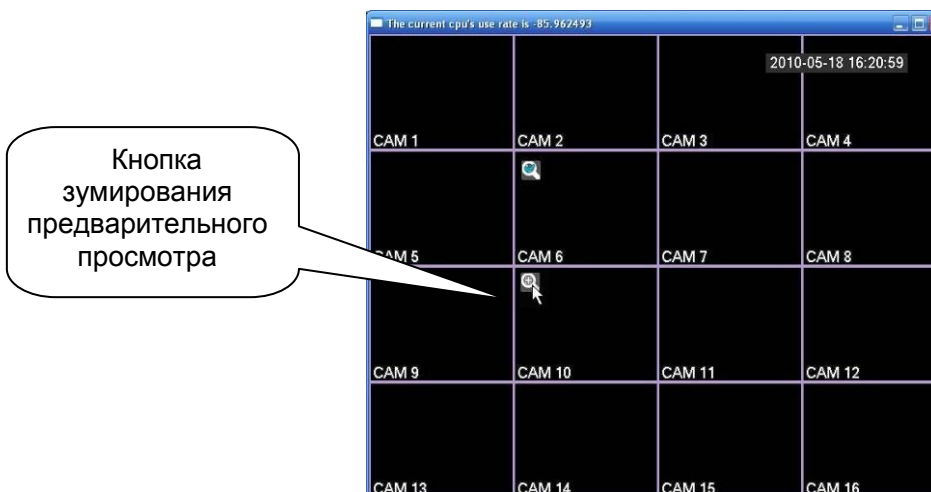 The current cpu's use rate is -85.962493
2010-05-18 16:20:59
CAM 1 CAM 2 CAM 3 CAM 4
Кнопка
зумирования
предварительного
просмотра
CAM 5 CAM 6 CAM 7 CAM 8
CAM 9 CAM 10 CAM 11 CAM 12
CAM 13 CAM 14 CAM 15 CAM 16